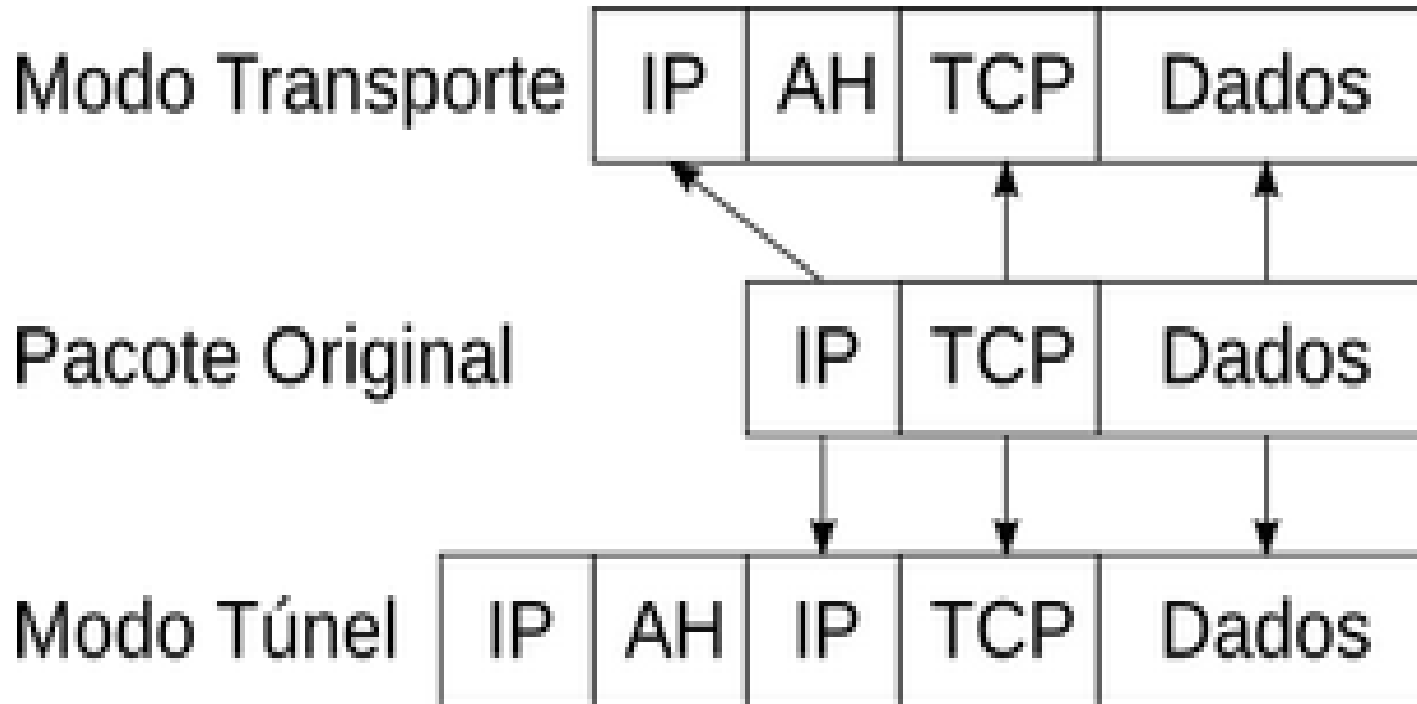 Modo Transporte IP AH TCP Dados
Pacote Original IP TCP Dados
Modo Túnel IP AH IP TCP Dados